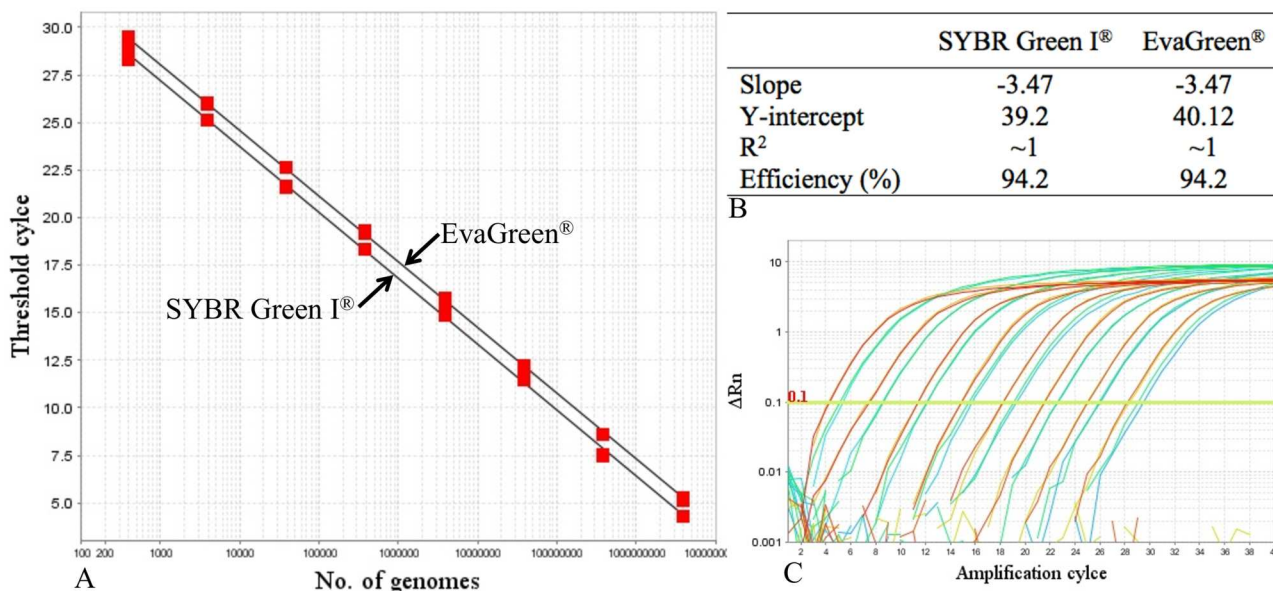 30.0
27.5
25.0
22.5
20.0
17.5
15.0
12.5
10.0
7.5
5.0
Threshold cylce
EvaGreen®
SYBR Green I®
100 200 1000 10000 100000 1000000 10000000 100000000 1000000000
No. of genomes
A
SYBR Green I® EvaGreen®
Slope -3.47 -3.47
Y-intercept 39.2 40.12
R² ~1 ~1
Efficiency (%) 94.2 94.2
B
10
1
0.1
0.01
0.001
0.1
ΔRn
2 4 6 8 10 12 14 16 18 20 22 24 26 28 30 32 34 36 38
Amplification cylce
C